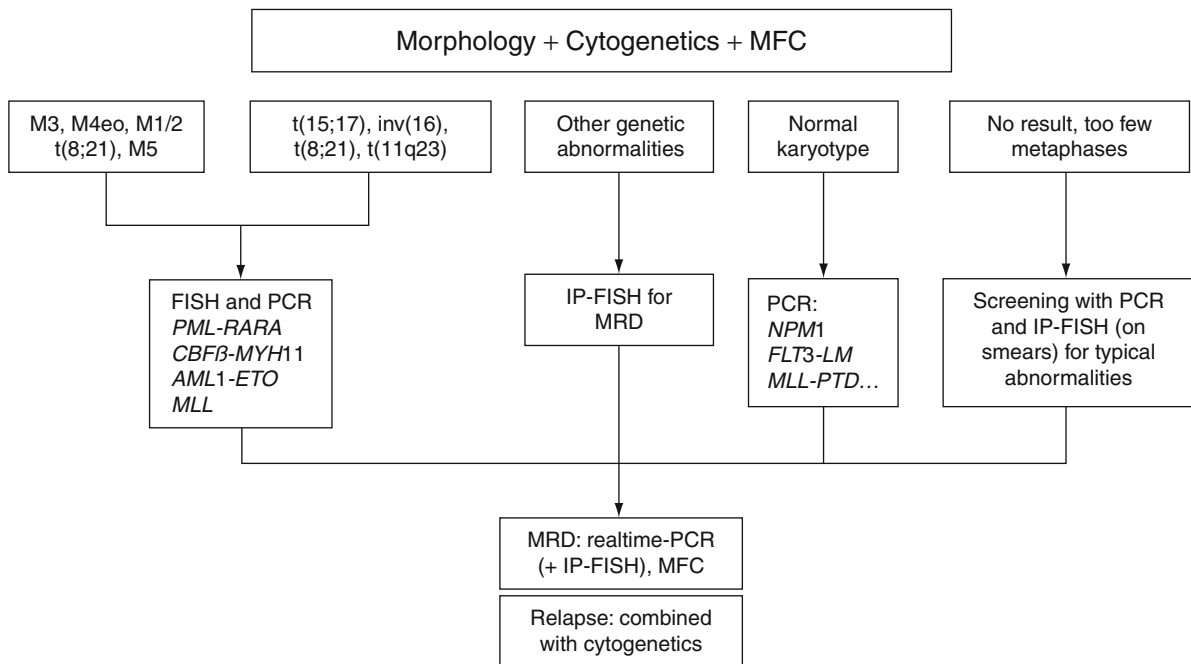 Morphology + Cytogenetics + MFC
M3, M4eo, M1/2
t(8;21), M5
t(15;17), inv(16),
t(8;21), t(11q23)
Other genetic
abnormalities
Normal
karyotype
No result, too few
metaphases
FISH and PCR
PML-RARA
CBFß-MYH11
AML1-ETO
MLL
IP-FISH for
MRD
PCR:
NPM1
FLT3-LM
MLL-PTD...
Screening with PCR
and IP-FISH (on
smears) for typical
abnormalities
MRD: realtime-PCR
(+ IP-FISH), MFC
Relapse: combined
with cytogenetics